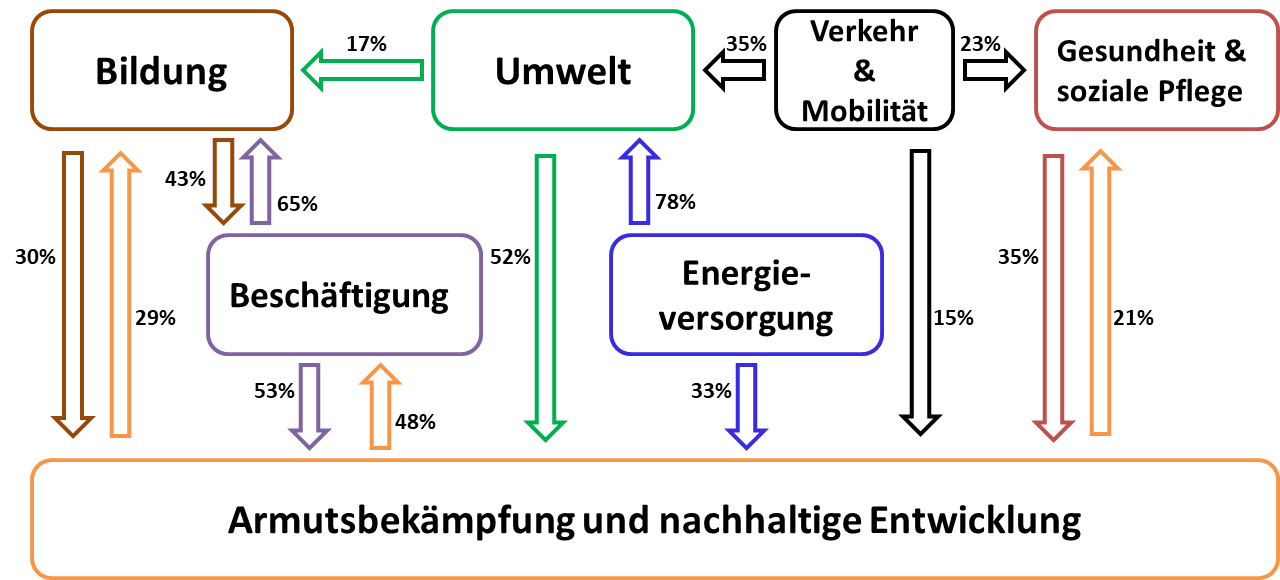 Bildung
17%
Umwelt
35%
Verkehr
&
Mobilität
23%
Gesundheit &
soziale Pflege
43%
65%
78%
30%
29%
Beschäftigung
52%
Energie-
versorgung
15%
35%
21%
53%
48%
33%
Armutsbekämpfung und nachhaltige Entwicklung